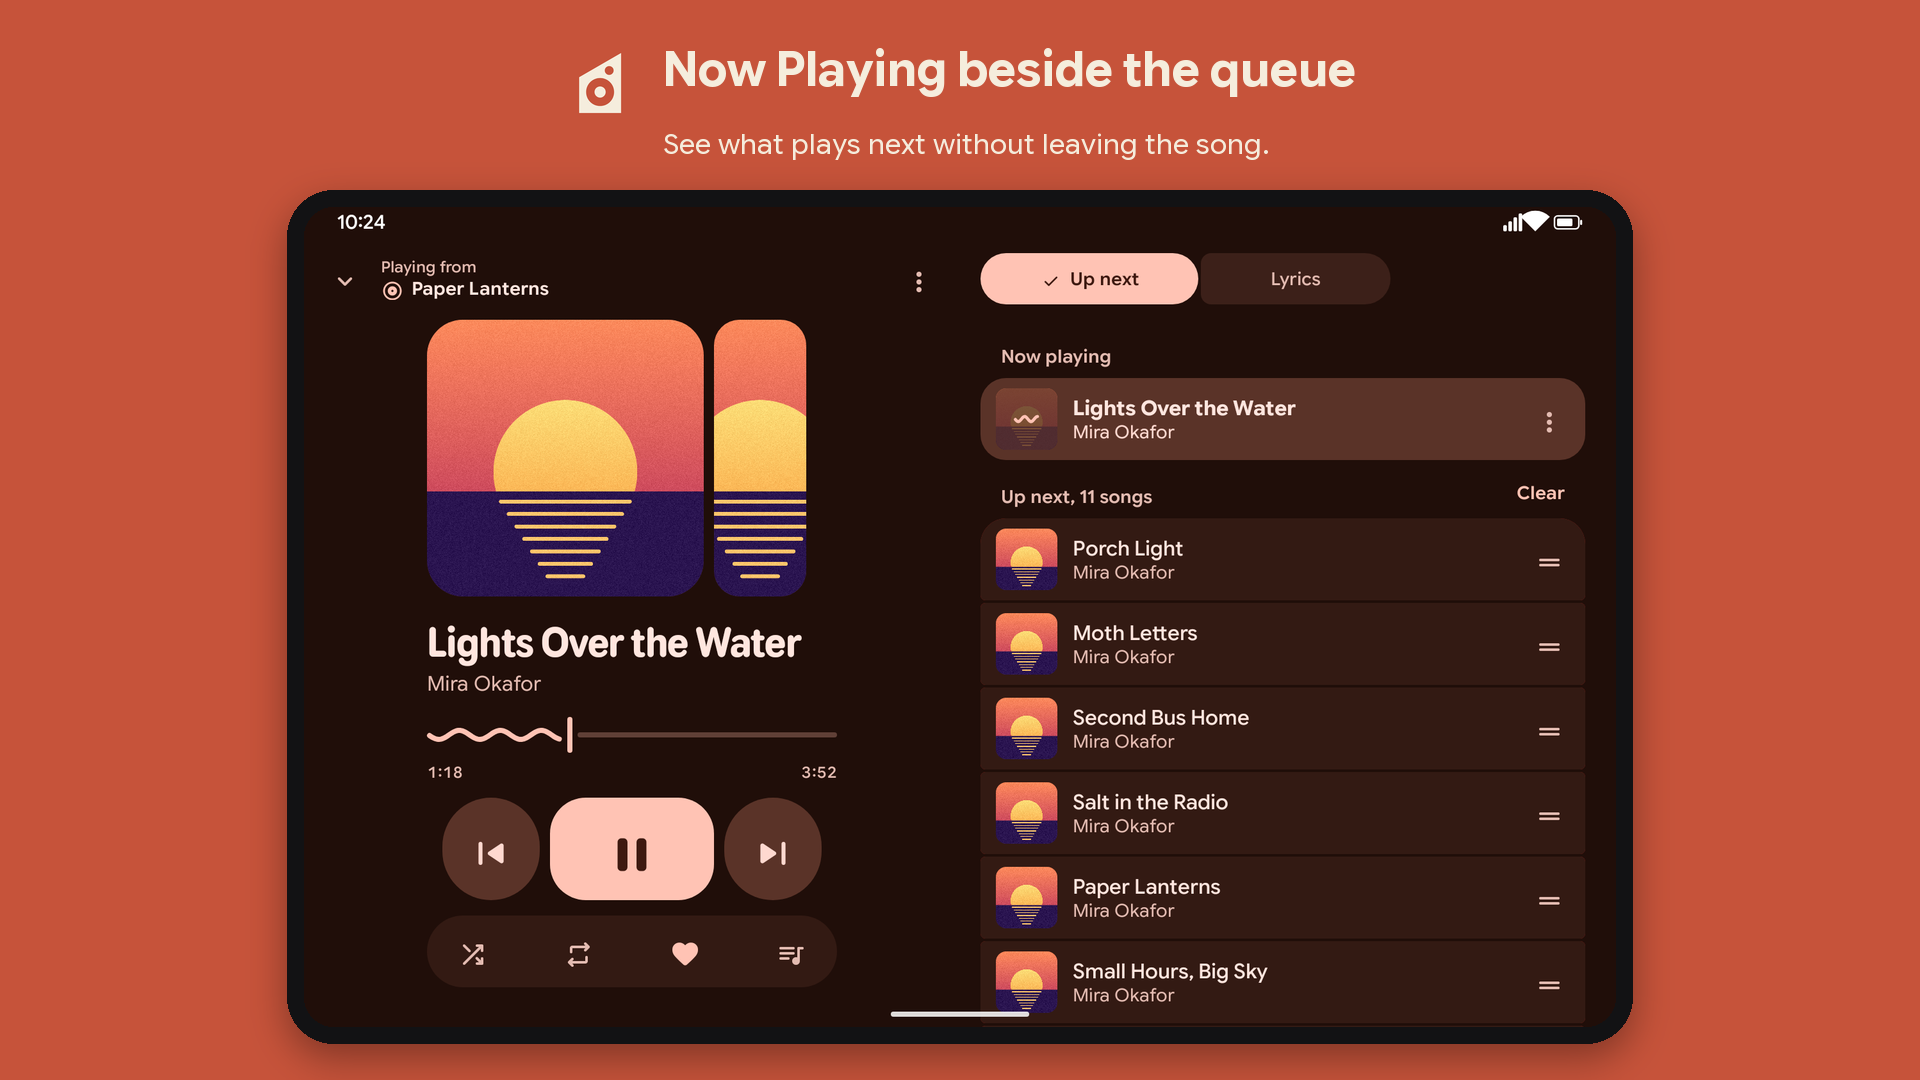 Now Playing beside the queue
See what plays next without leaving the song.
10:24
Playing from
Paper Lanterns
Lights Over the Water
Mira Okafor
1:18
3:52
Up next
Lyrics
Now playing
Lights Over the Water
Mira Okafor
Up next, 11 songs
Clear
Porch Light
Mira Okafor
Moth Letters
Mira Okafor
Second Bus Home
Mira Okafor
Salt in the Radio
Mira Okafor
Paper Lanterns
Mira Okafor
Small Hours, Big Sky
Mira Okafor